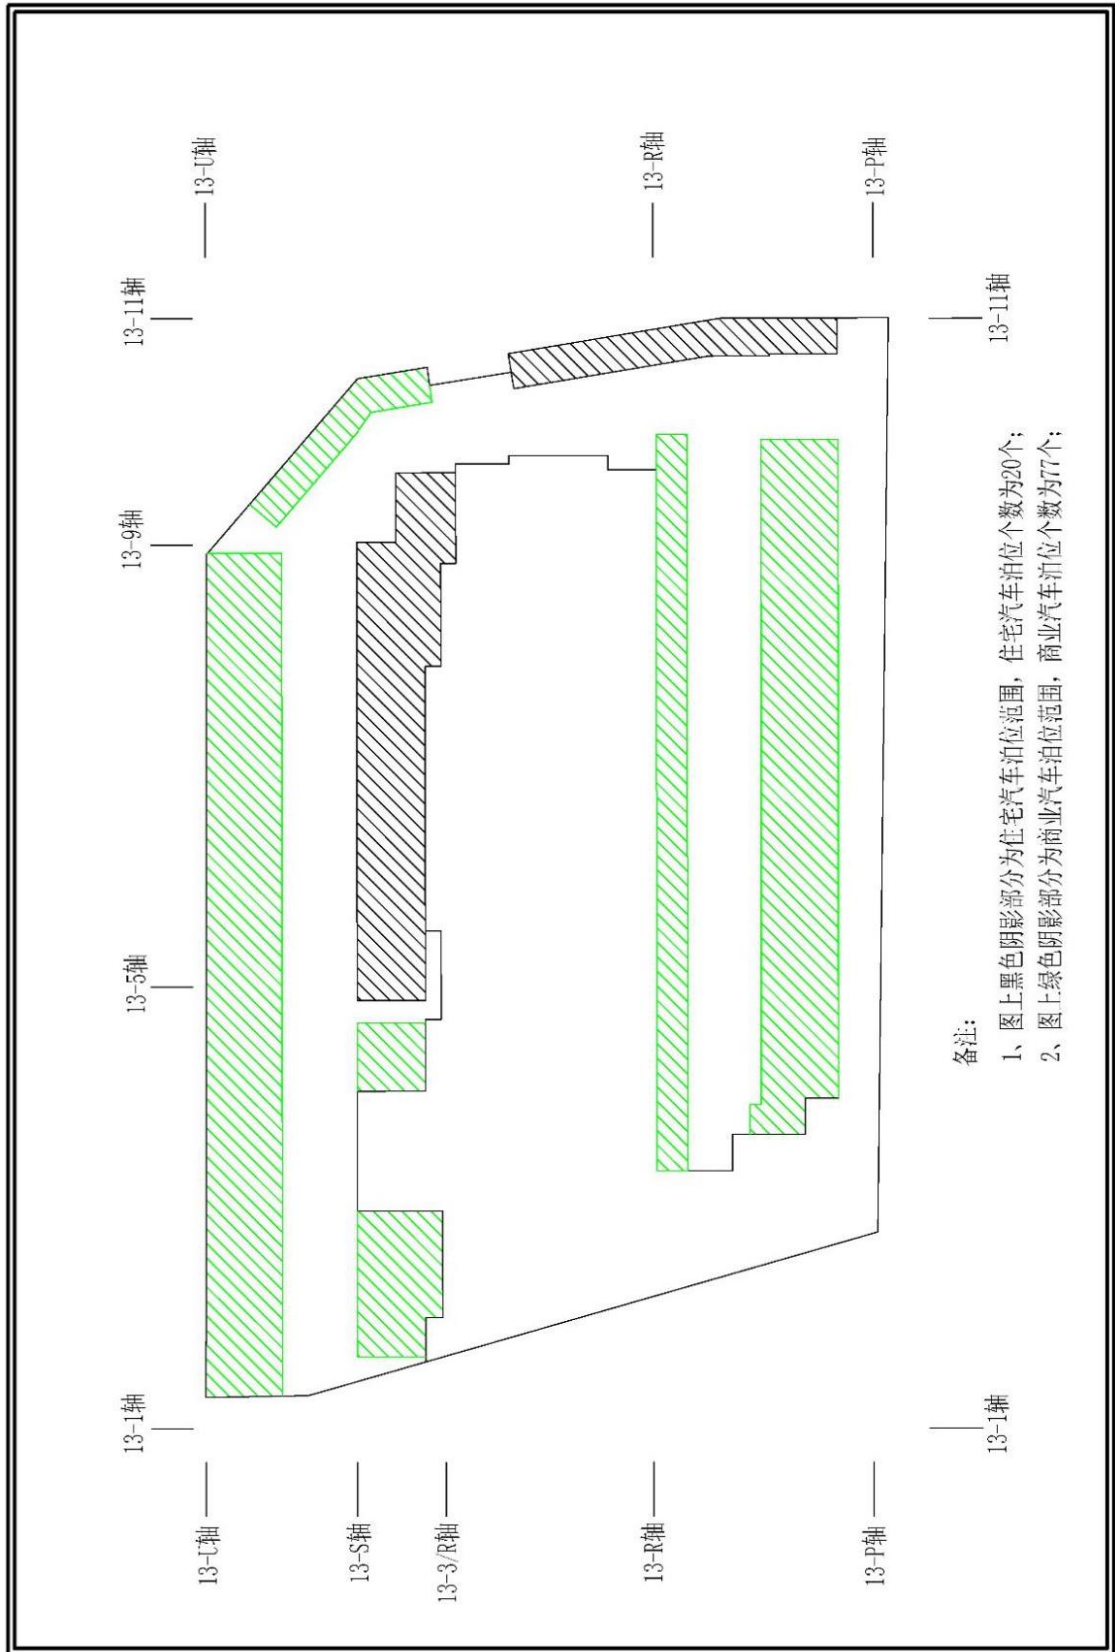 13-1轴
13-5轴
13-9轴
13-11轴
13-U轴
13-U轴
13-S轴
13-3/R轴
13-R轴
13-R轴
13-P轴
13-P轴
13-1轴
13-11轴
备注：
1、图上黑色阴影部分为住宅汽车泊位范围，住宅汽车泊位个数为20个；
2、图上绿色阴影部分为商业汽车泊位范围，商业汽车泊位个数为77个；